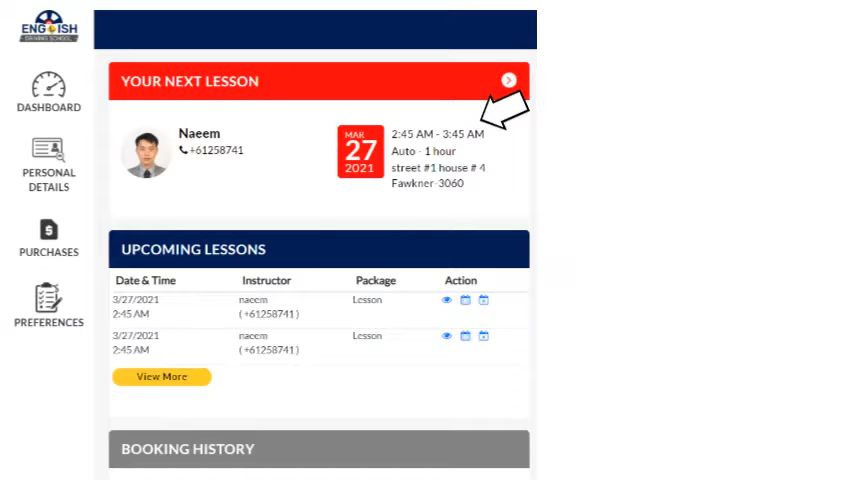 ENGLISH
DRIVING SCHOOL
DASHBOARD
PERSONAL
DETAILS
PURCHASES
PREFERENCES
YOUR NEXT LESSON
Naeem
+61258741
MAR
27
2021
2:45 AM - 3:45 AM
Auto - 1 hour
street #1 house # 4
Fawkner-3060
UPCOMING LESSONS
Date & Time Instructor Package Action
3/27/2021 naeem Lesson
2:45 AM (+61258741)
3/27/2021 naeem Lesson
2:45 AM (+61258741)
View More
BOOKING HISTORY